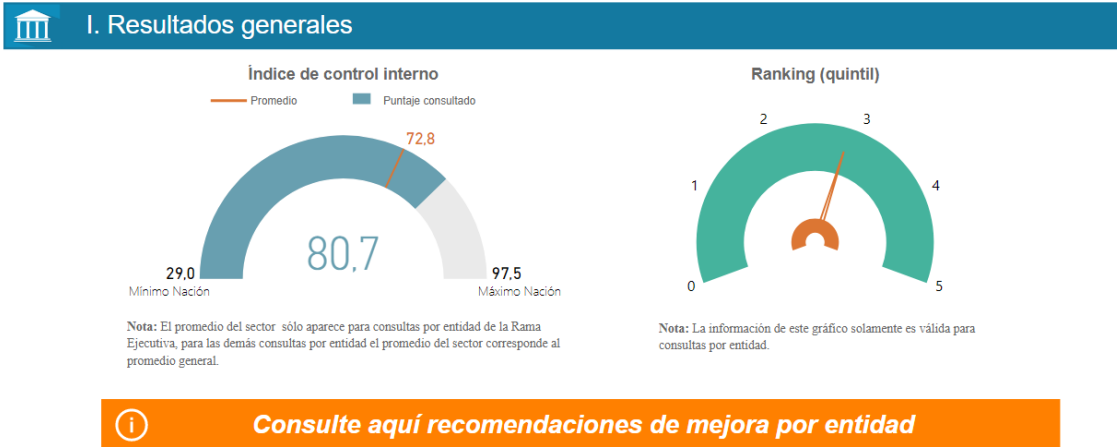 I. Resultados generales
Índice de control interno
Promedio
Puntaje consultado
72,8
80,7
29,0
Mínimo Nación
97,5
Máximo Nación
Nota: El promedio del sector sólo aparece para consultas por entidad de la Rama
Ejecutiva, para las demás consultas por entidad el promedio del sector corresponde al
promedio general.
Ranking (quintil)
2
3
1
4
0
5
Nota: La información de este gráfico solamente es válida para
consultas por entidad.
Consulte aquí recomendaciones de mejora por entidad